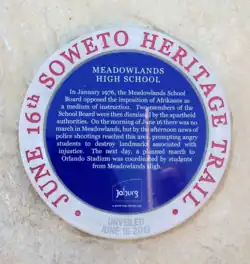 JUNE 16th SOWETO HERITAGE TRAIL
MEADOWLANDS
HIGH SCHOOL
In January 1976, the Meadowlands School
Board opposed the imposition of Afrikaans as
a medium of instruction. Two members of the
School Board were then dismissed by the apartheid
authorities. On the morning of June 16 there was no
march in Meadowlands, but by the afternoon news of
police shootings reached this area, prompting angry
students to destroy landmarks associated with
injustice. The next day, a planned march to
Orlando Stadium was coordinated by students
from Meadowlands High.
Joburg
UNVEILED
JUNE 16 2013